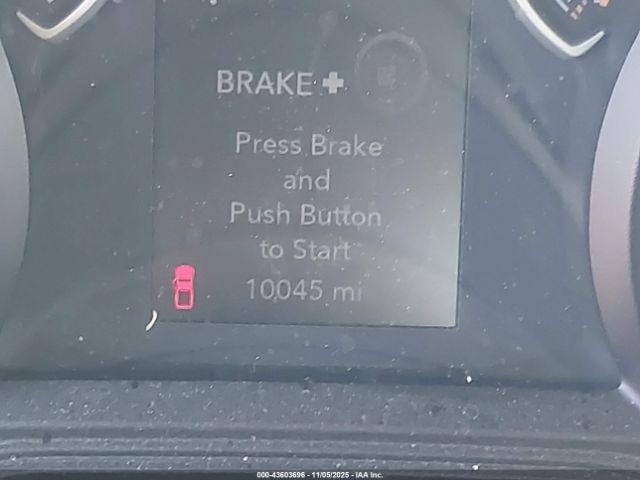 BRAKE +
Press Brake
and
Push Button
to Start
10045 mi
000-43603696 - 11/05/2025 - IAA Inc.